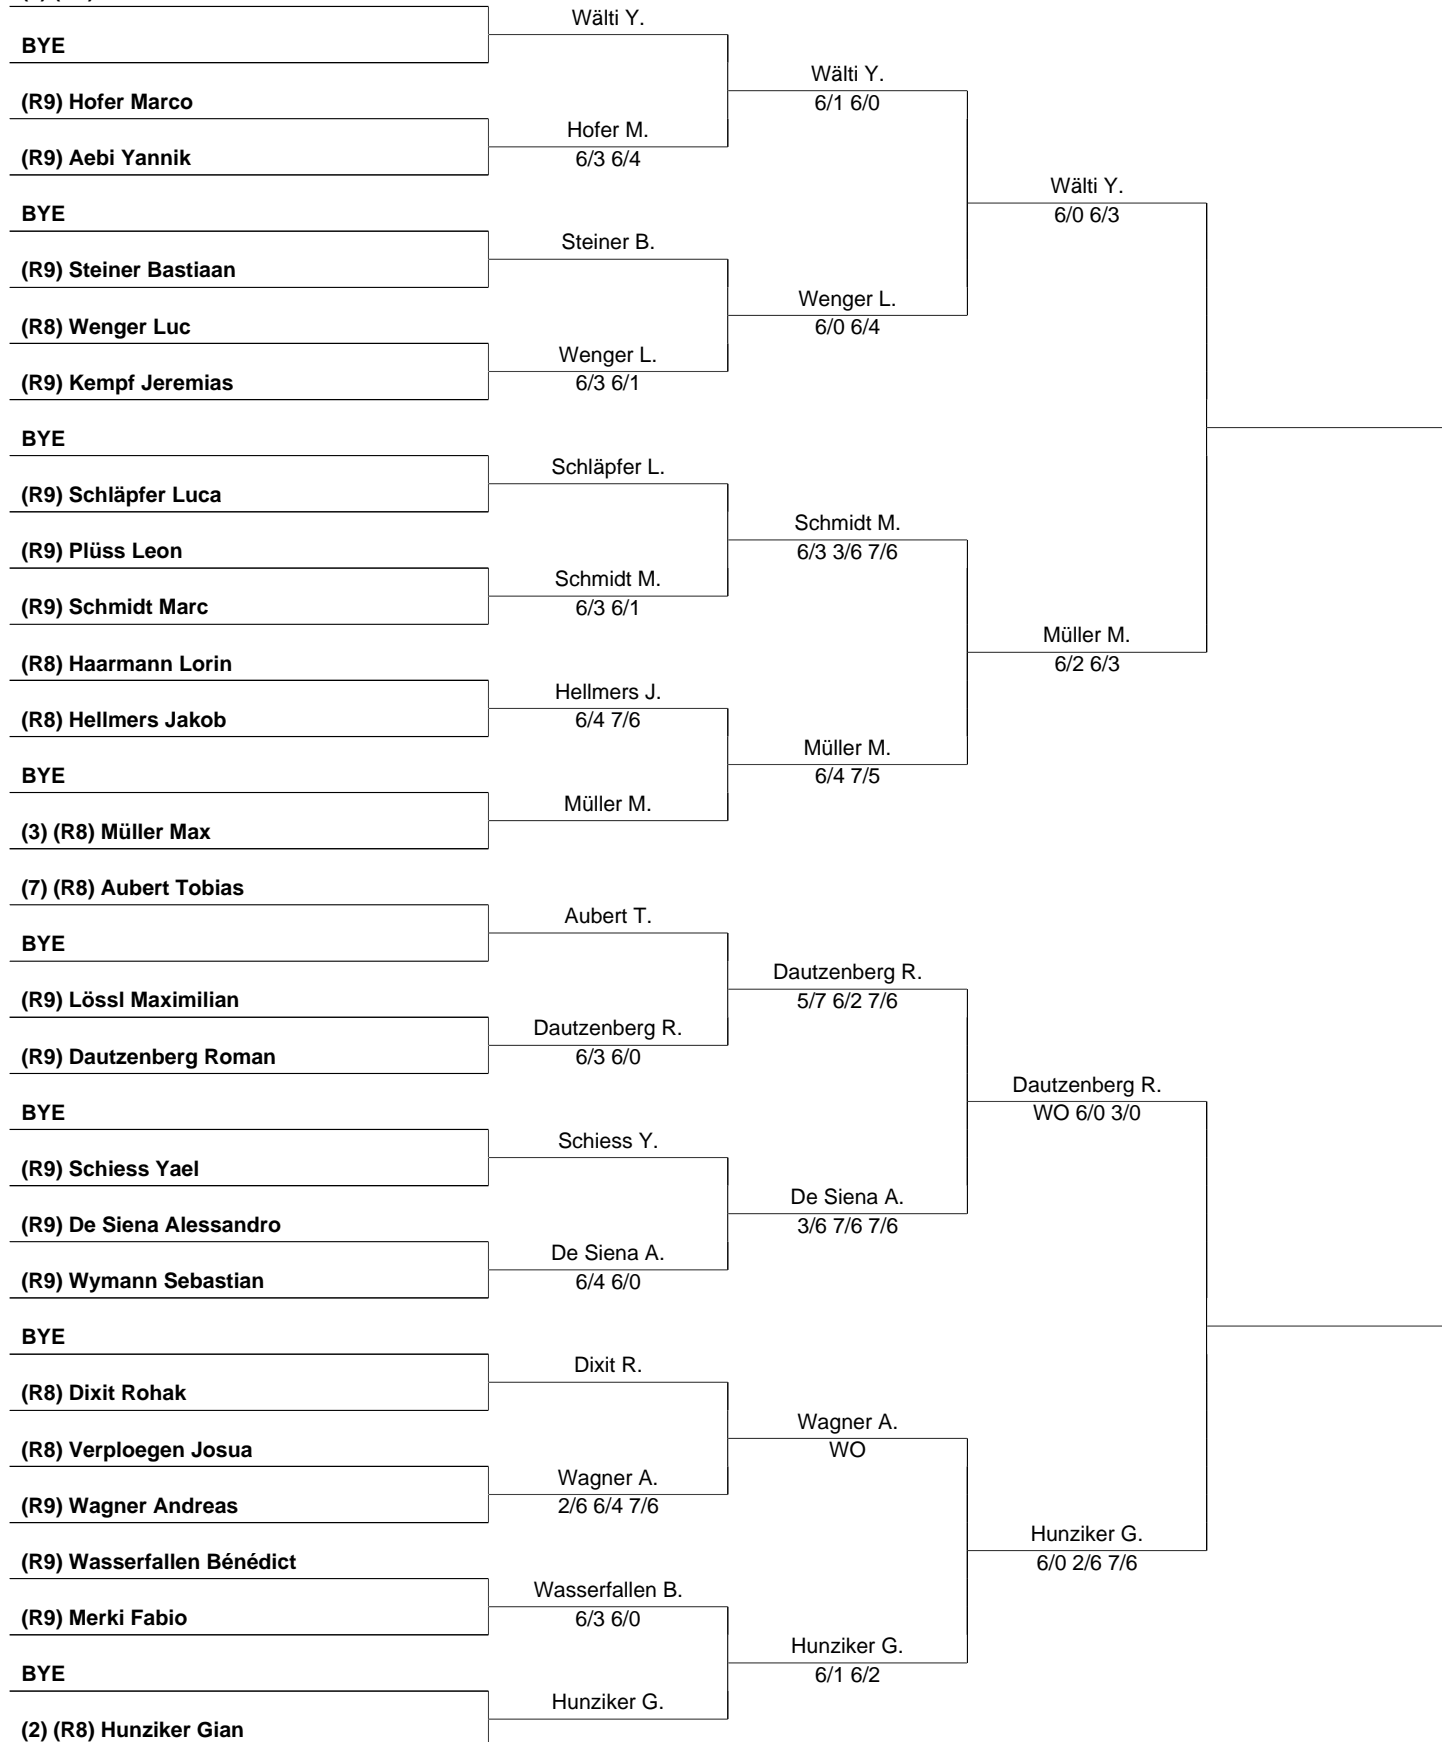 BYE
(R9) Hofer Marco
(R9) Aebi Yannik
BYE
(R9) Steiner Bastiaan
(R8) Wenger Luc
(R9) Kempf Jeremias
BYE
(R9) Schläpfer Luca
(R9) Plüss Leon
(R9) Schmidt Marc
(R8) Haarmann Lorin
(R8) Hellmers Jakob
BYE
(3) (R8) Müller Max
(7) (R8) Aubert Tobias
BYE
(R9) Lössl Maximilian
(R9) Dautzenberg Roman
BYE
(R9) Schiess Yael
(R9) De Siena Alessandro
(R9) Wymann Sebastian
BYE
(R8) Dixit Rohak
(R8) Verploegen Josua
(R9) Wagner Andreas
(R9) Wasserfallen Bénédict
(R9) Merki Fabio
BYE
(2) (R8) Hunziker Gian
Wälti Y.
Hofer M.
6/3 6/4
Steiner B.
Wenger L.
6/3 6/1
Schläpfer L.
Schmidt M.
6/3 6/1
Hellmers J.
6/4 7/6
Müller M.
Aubert T.
Dautzenberg R.
6/3 6/0
Schiess Y.
De Siena A.
6/4 6/0
Dixit R.
Wagner A.
2/6 6/4 7/6
Wasserfallen B.
6/3 6/0
Hunziker G.
Wälti Y.
6/1 6/0
Wenger L.
6/0 6/4
Schmidt M.
6/3 3/6 7/6
Müller M.
6/4 7/5
Dautzenberg R.
5/7 6/2 7/6
De Siena A.
3/6 7/6 7/6
Wagner A.
WO
Hunziker G.
6/1 6/2
Wälti Y.
6/0 6/3
Müller M.
6/2 6/3
Dautzenberg R.
WO 6/0 3/0
Hunziker G.
6/0 2/6 7/6